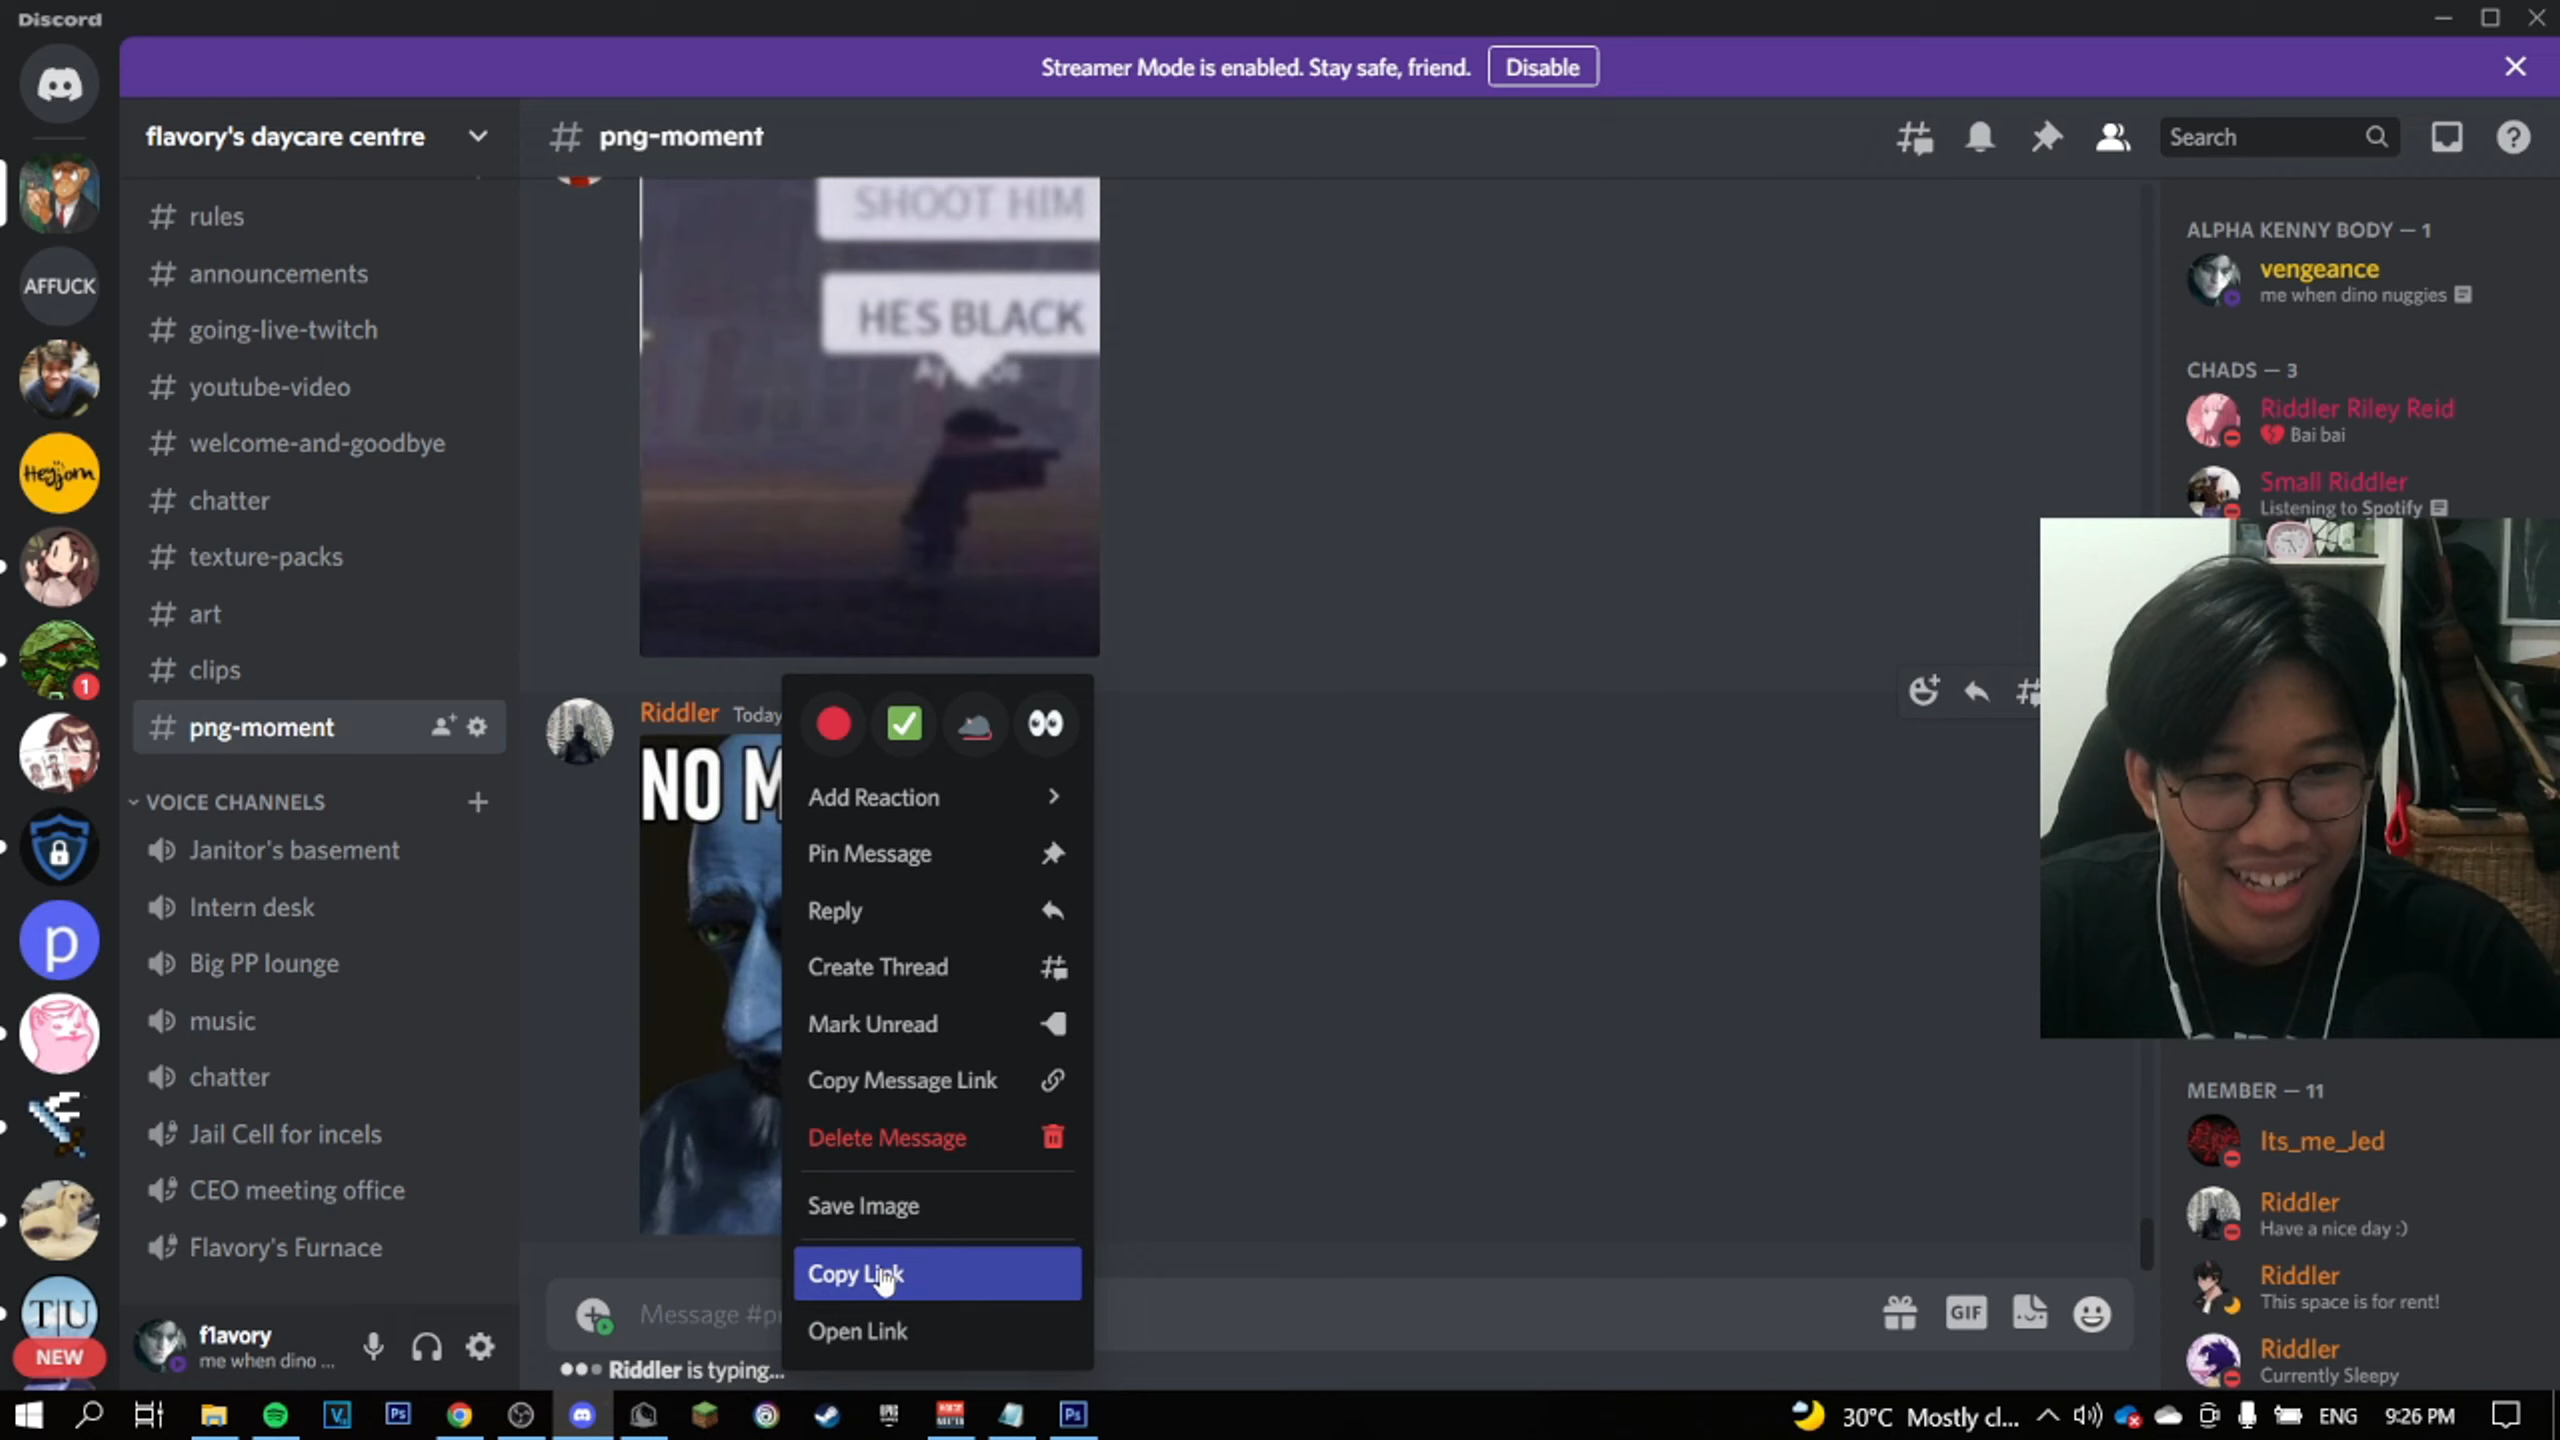 Discord
Streamer Mode is enabled. Stay safe, friend.
Disable
flavory's daycare centre
png-moment
Search
rules
announcements
going-live-twitch
youtube-video
welcome-and-goodbye
chatter
texture-packs
art
clips
png-moment
VOICE CHANNELS
Janitor's basement
Intern desk
Big PP lounge
music
chatter
Jail Cell for incels
CEO meeting office
Flavory's Furnace
AFFUCK
Heyjom
1
p
T|U
NEW
f1avory
me when dino ...
SHOOT HIM
HES BLACK
Riddler Today
NO M
Add Reaction
Pin Message
Reply
Create Thread
Mark Unread
Copy Message Link
Delete Message
Save Image
Copy Link
Open Link
Message #p
GIF
Riddler is typing...
ALPHA KENNY BODY — 1
vengeance
me when dino nuggies
CHADS — 3
Riddler Riley Reid
Bai bai
Small Riddler
Listening to Spotify
MEMBER — 11
Its_me_Jed
Riddler
Have a nice day :)
Riddler
This space is for rent!
Riddler
Currently Sleepy
Ps
Ps
30°C Mostly cl...
ENG
9:26 PM